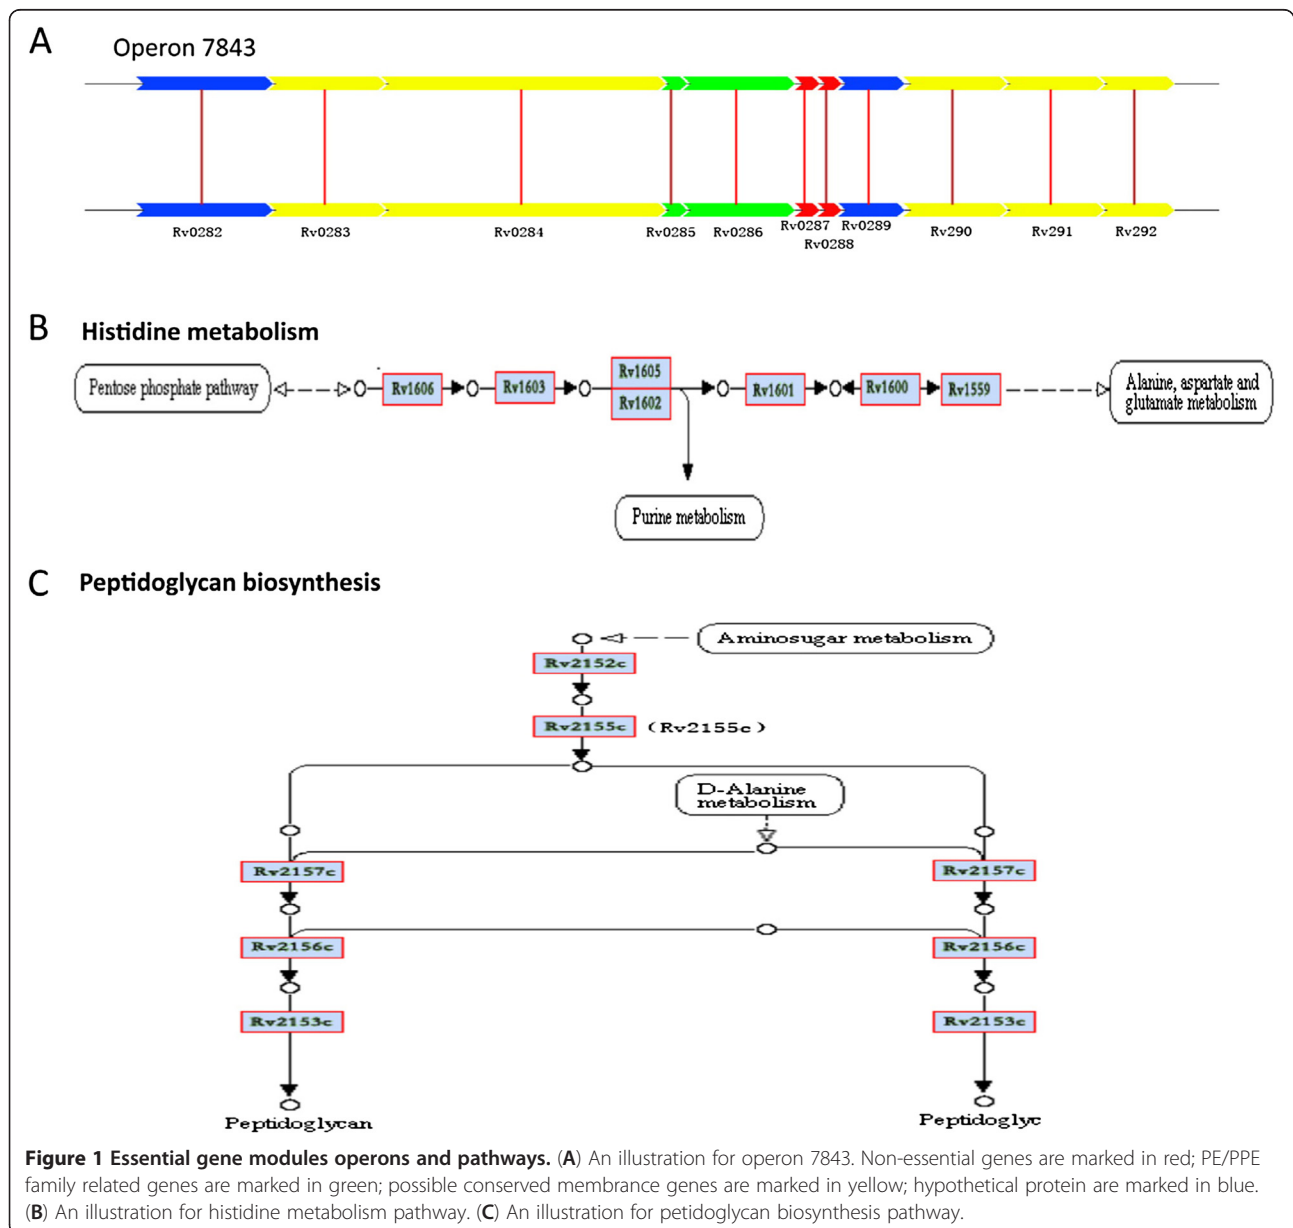 A
Operon 7843
Rv0282
Rv0283
Rv0284
Rv0285
Rv0286
Rv0287
Rv0288
Rv0289
Rv290
Rv291
Rv292
B Histidine metabolism
Pentose phosphate pathway
Rv1606
Rv1603
Rv1605
Rv1602
Rv1601
Rv1600
Rv1559
Alanine, aspartate and
glutamate metabolism
Purine metabolism
C Peptidoglycan biosynthesis
Aminosugar metabolism
Rv2152c
Rv2155c (Rv2155c)
D-Alanine
metabolism
Rv2157c
Rv2157c
Rv2156c
Rv2156c
Rv2153c
Rv2153c
Peptidoglycan
Peptidoglyc
Figure 1 Essential gene modules operons and pathways. (A) An illustration for operon 7843. Non-essential genes are marked in red; PE/PPE
family related genes are marked in green; possible conserved membrance genes are marked in yellow; hypothetical protein are marked in blue.
(B) An illustration for histidine metabolism pathway. (C) An illustration for petidoglycan biosynthesis pathway.